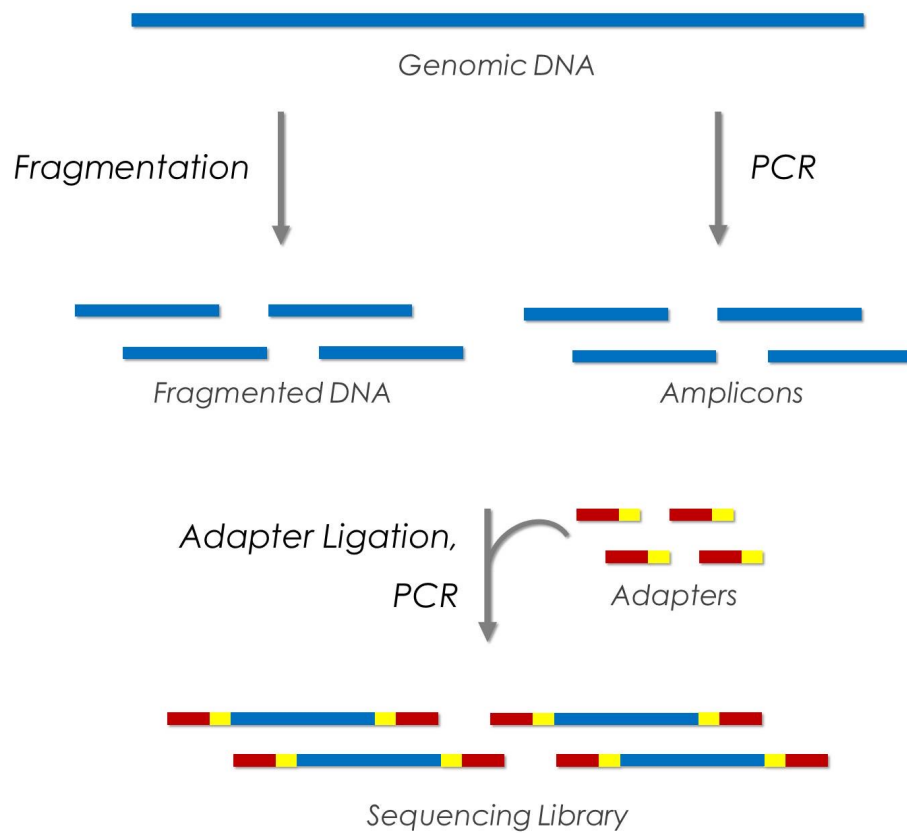 Genomic DNA
Fragmentation
PCR
Fragmented DNA
Amplicons
Adapter Ligation,
PCR
Adapters
Sequencing Library